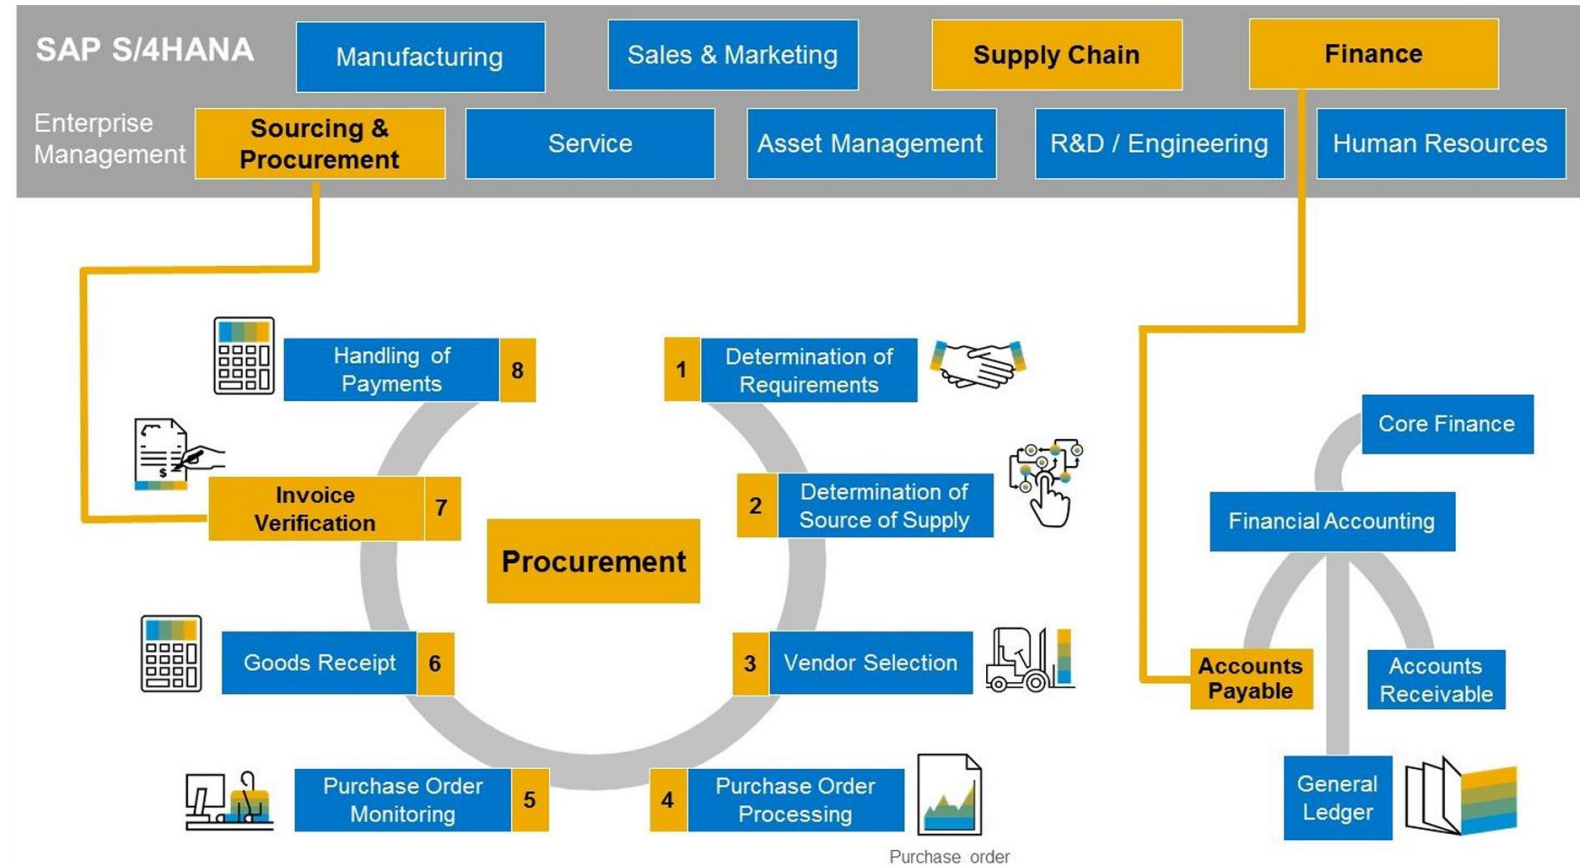 SAP S/4HANA
Manufacturing
Sales & Marketing
Supply Chain
Finance
Enterprise
Management
Sourcing &
Procurement
Service
Asset Management
R&D / Engineering
Human Resources
Handling of
Payments
8
1
Determination of
Requirements
Core Finance
Invoice
Verification
7
2
Determination of
Source of Supply
$
Financial Accounting
Procurement
Goods Receipt
6
3
Vendor Selection
Accounts
Payable
Accounts
Receivable
Purchase Order
Monitoring
5
4
Purchase Order
Processing
General
Ledger
Purchase order